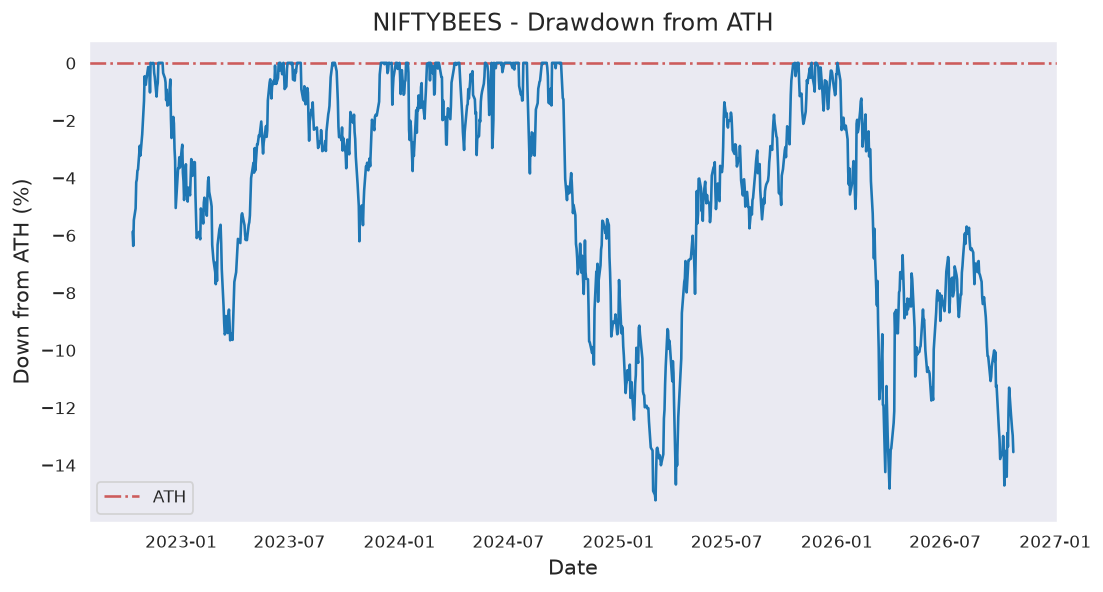 NIFTYBEES - Drawdown from ATH
Down from ATH (%)
0
−2
−4
−6
−8
−10
−12
−14
ATH
2023-01 2023-07 2024-01 2024-07 2025-01 2025-07 2026-01 2026-07 2027-01
Date